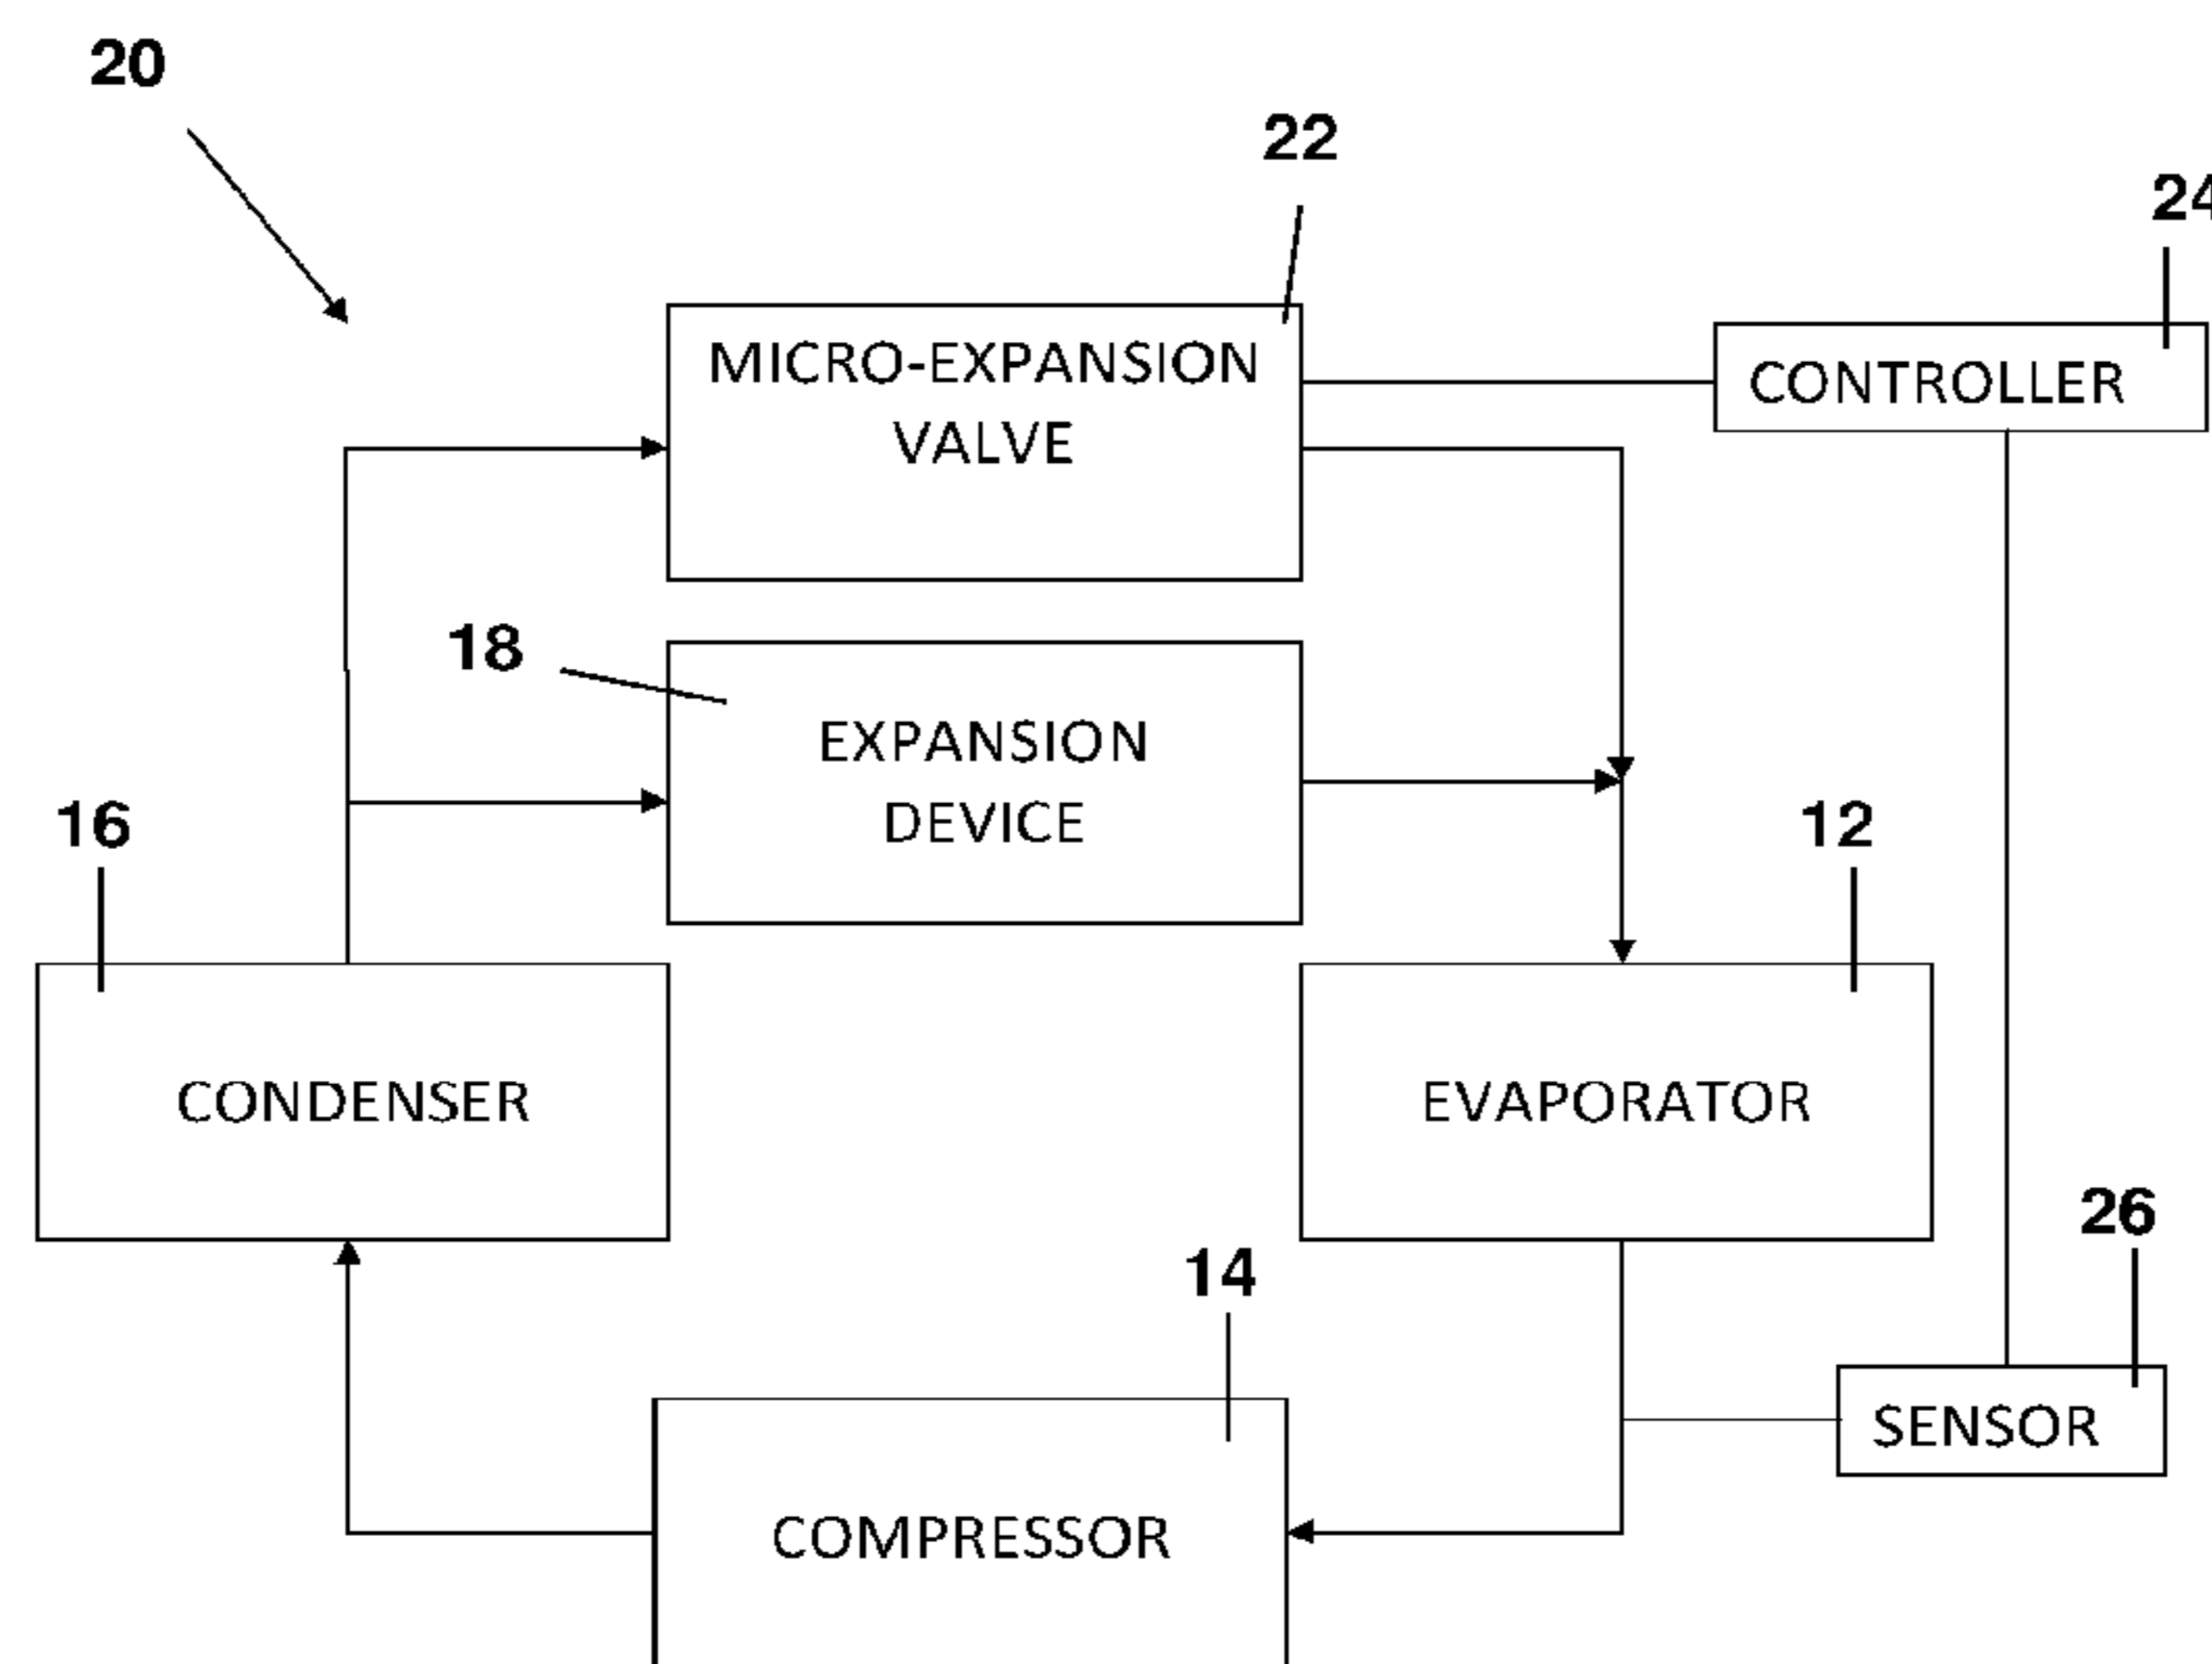 20
22
24
MICRO-EXPANSION
VALVE
CONTROLLER
18
EXPANSION
DEVICE
16
12
CONDENSER
EVAPORATOR
26
14
SENSOR
COMPRESSOR